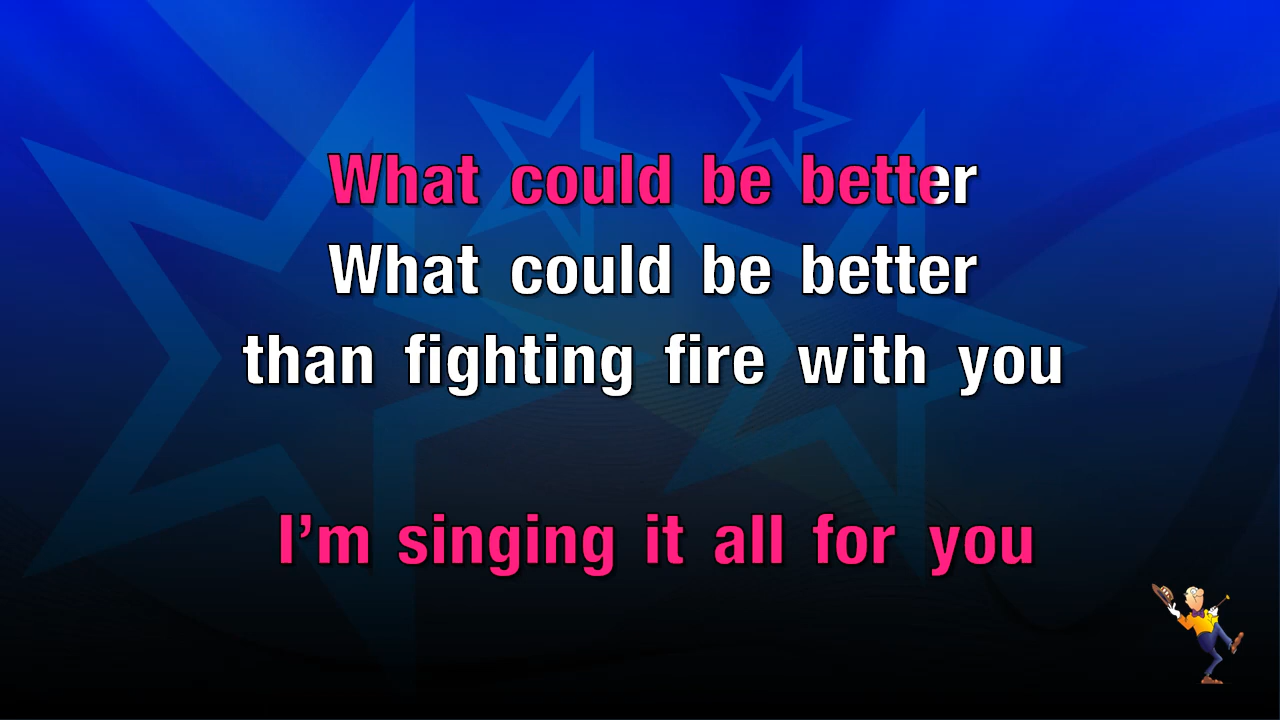 What could be better
What could be better
than fighting fire with you
I’m singing it all for you